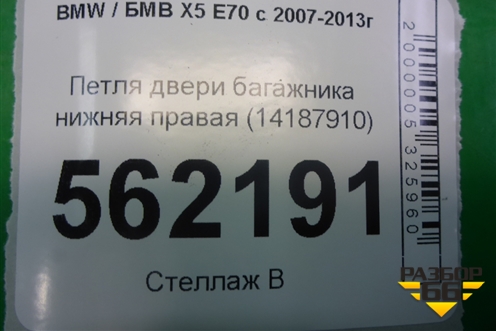 BMW / БМВ X5 E70 с 2007-2013г
Петля двери багажника
нижняя правая (14187910)
562191
Стеллаж В
2000005325960
РАЗБОР
66